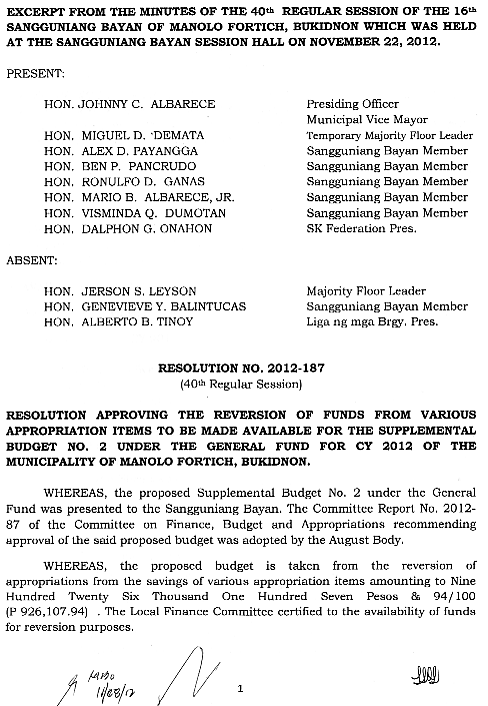 EXCERPT FROM THE MINUTES OF THE 40th REGULAR SESSION OF THE 16th
SANGGUNIANG BAYAN OF MANOLO FORTICH, BUKIDNON WHICH WAS HELD
AT THE SANGGUNIANG BAYAN SESSION HALL ON NOVEMBER 22, 2012.
PRESENT:
HON. JOHNNY C. ALBARECE Presiding Officer
Municipal Vice Mayor
HON. MIGUEL D. DEMATA Temporary Majority Floor Leader
HON. ALEX D. PAYANGGA Sangguniang Bayan Member
HON. BEN P. PANCRUDO Sangguniang Bayan Member
HON. RONULFO D. GANAS Sangguniang Bayan Member
HON. MARIO B. ALBARECE, JR. Sangguniang Bayan Member
HON. VISMINDA Q. DUMOTAN Sangguniang Bayan Member
HON. DALPHON G. ONAHON SK Federation Pres.
ABSENT:
HON. JERSON S. LEYSON Majority Floor Leader
HON. GENEVIEVE Y. BALINTUCAS Sangguniang Bayan Member
HON. ALBERTO B. TINOY Liga ng mga Brgy. Pres.
RESOLUTION NO. 2012-187
(40th Regular Session)
RESOLUTION APPROVING THE REVERSION OF FUNDS FROM VARIOUS
APPROPRIATION ITEMS TO BE MADE AVAILABLE FOR THE SUPPLEMENTAL
BUDGET NO. 2 UNDER THE GENERAL FUND FOR CY 2012 OF THE
MUNICIPALITY OF MANOLO FORTICH, BUKIDNON.
WHEREAS, the proposed Supplemental Budget No. 2 under the General
Fund was presented to the Sangguniang Bayan. The Committee Report No. 2012-
87 of the Committee on Finance, Budget and Appropriations recommending
approval of the said proposed budget was adopted by the August Body.
WHEREAS, the proposed budget is taken from the reversion of
appropriations from the savings of various appropriation items amounting to Nine
Hundred Twenty Six Thousand One Hundred Seven Pesos & 94/100
(P 926,107.94) . The Local Finance Committee certified to the availability of funds
for reversion purposes.
1